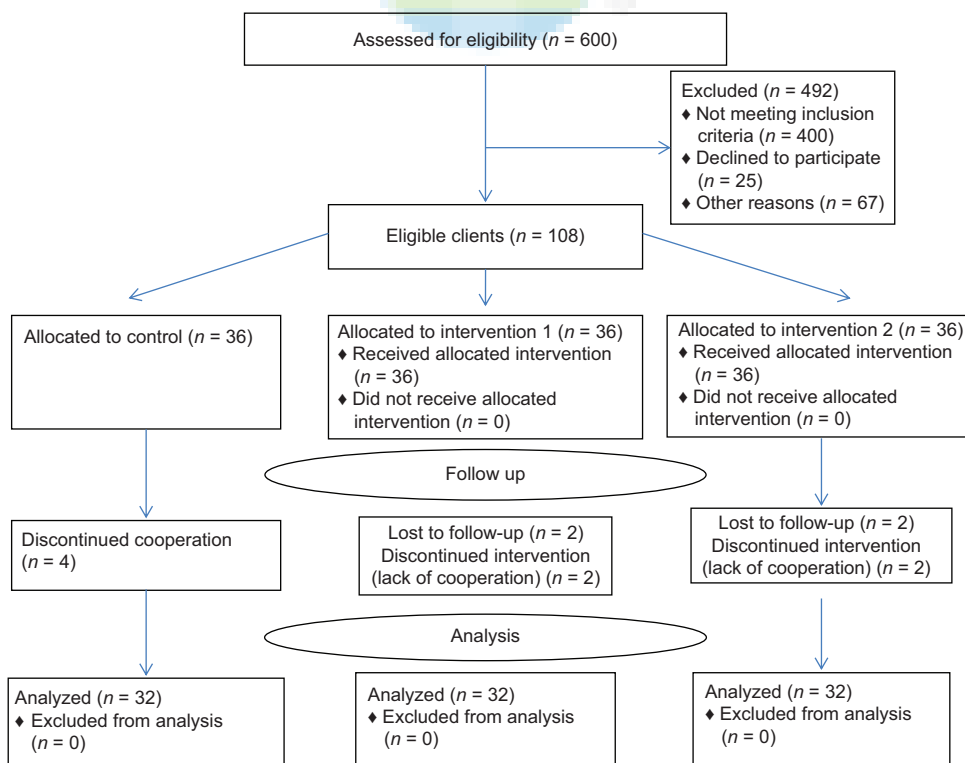 Assessed for eligibility (n = 600)
Excluded (n = 492)
♦ Not meeting inclusion
criteria (n = 400)
♦ Declined to participate
(n = 25)
♦ Other reasons (n = 67)
Eligible clients (n = 108)
Allocated to control (n = 36)
Allocated to intervention 1 (n = 36)
♦ Received allocated intervention
(n = 36)
♦ Did not receive allocated
intervention (n = 0)
Allocated to intervention 2 (n = 36)
♦ Received allocated intervention
(n = 36)
♦ Did not receive allocated
intervention (n = 0)
Follow up
Discontinued cooperation
(n = 4)
Lost to follow-up (n = 2)
Discontinued intervention
(lack of cooperation) (n = 2)
Lost to follow-up (n = 2)
Discontinued intervention
(lack of cooperation) (n = 2)
Analysis
Analyzed (n = 32)
♦ Excluded from analysis
(n = 0)
Analyzed (n = 32)
♦ Excluded from analysis
(n = 0)
Analyzed (n = 32)
♦ Excluded from analysis
(n = 0)